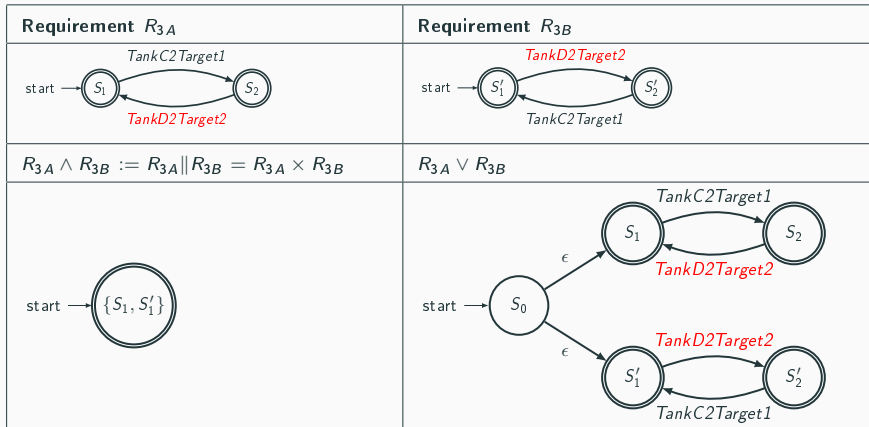 Requirement R3A
Requirement R3B
TankC2Target1
start
S1
S2
TankD2Target2
TankD2Target2
start
S′1
S′2
TankC2Target1
R3A ∧ R3B := R3A∥R3B = R3A × R3B
R3A ∨ R3B
start
{S1, S′1}
TankC2Target1
S1
S2
TankD2Target2
ϵ
start
S0
ϵ
TankD2Target2
S′1
S′2
TankC2Target1